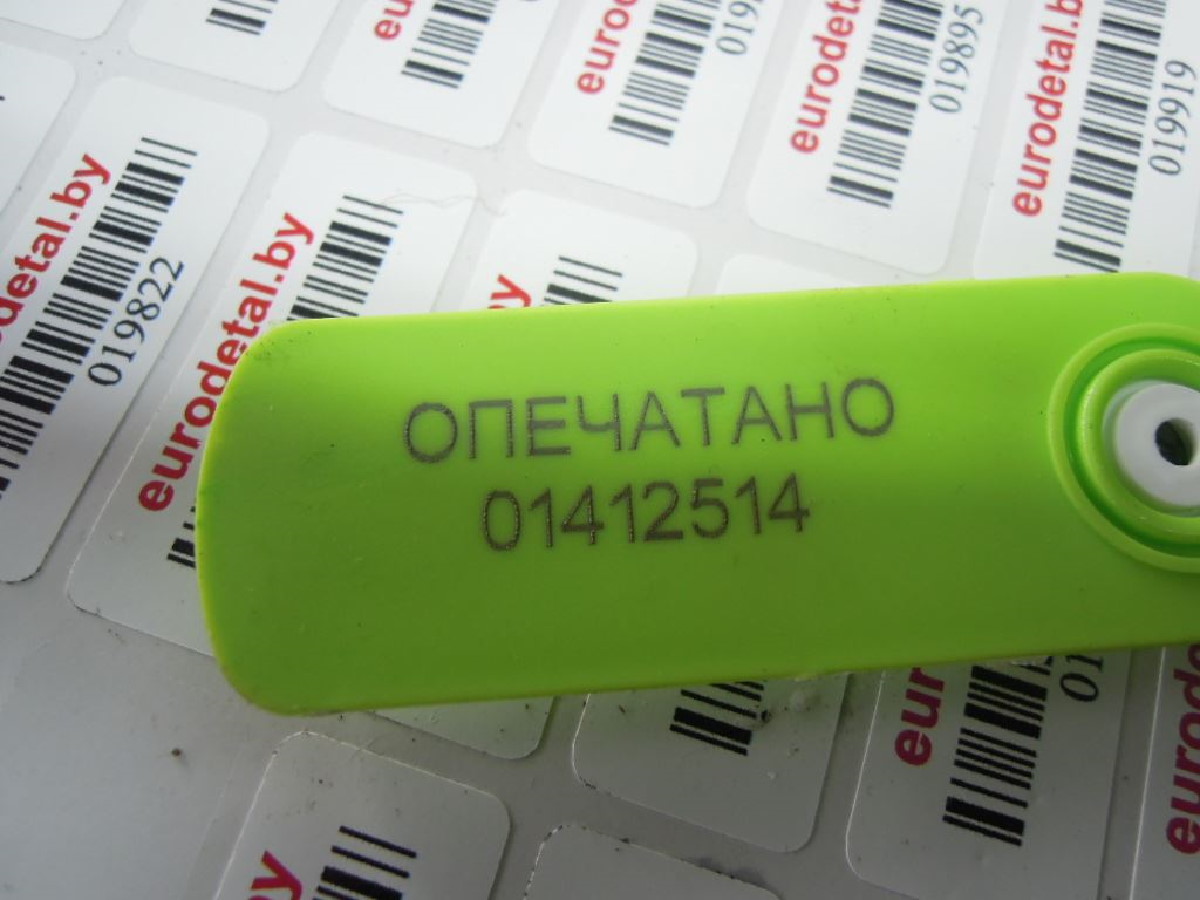 eurodetal.by
019895
eurodetal.by
019919
eurodetal.by
019822
eurodetal.by
ОПЕЧАТАНО
01412514